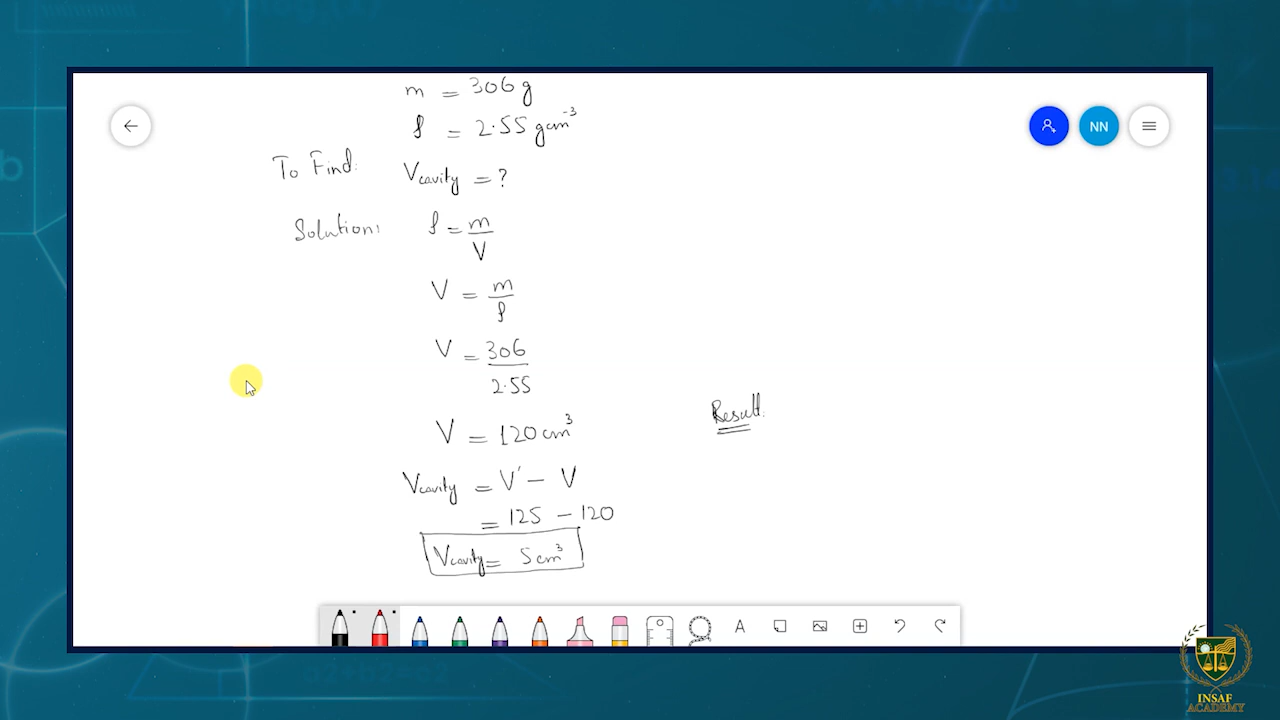 m = 306 g
ρ = 2.55 gcm⁻³
To Find: Vcavity = ?
Solution: ρ = m/V
V = m/ρ
V = 306/2.55
V = 120 cm³
Result:
Vcavity = V' - V
= 125 - 120
Vcavity = 5 cm³
NN
A
INSAF
ACADEMY